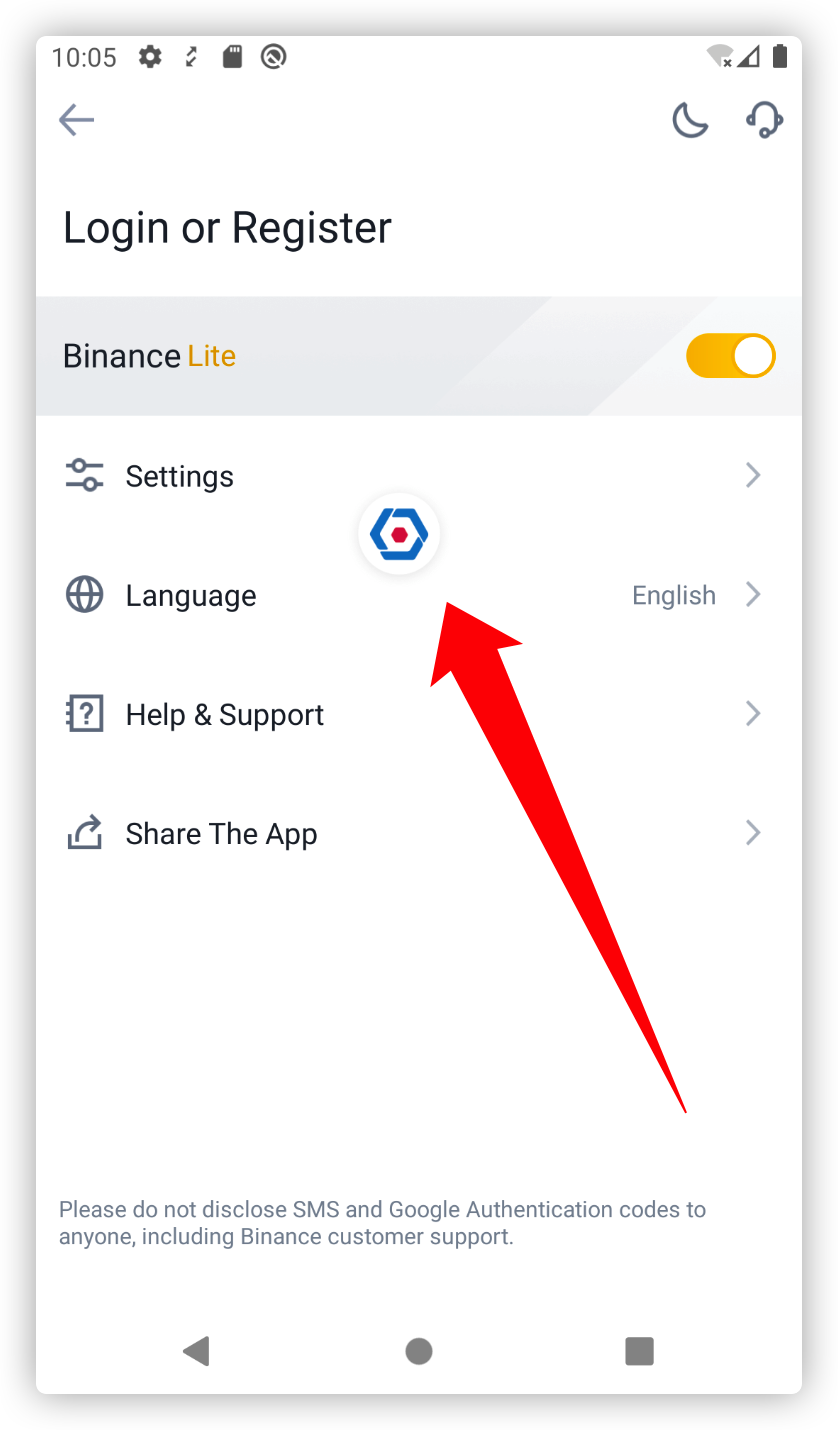 10:05
Login or Register
Binance Lite
Settings
Language English
Help & Support
Share The App
Please do not disclose SMS and Google Authentication codes to
anyone, including Binance customer support.